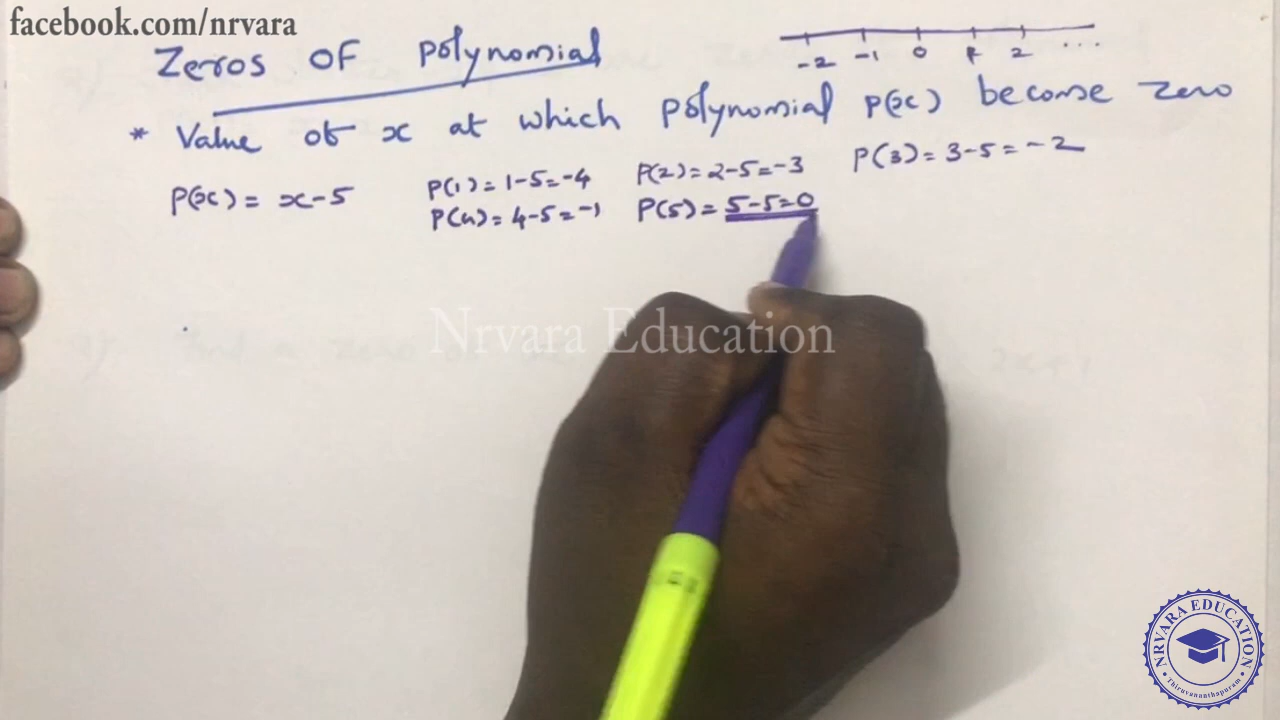 facebook.com/nrvara
Zeros OF polynomial
-2 -1 0 1 2 ...
* Value of x at which polynomial p(x) become zero
P(x) = x-5
P(1) = 1-5=-4 P(2)=2-5=-3 P(3)=3-5=-2
P(4)=4-5=-1 P(5)=5-5=0
Nrvara Education
NRVARA EDUCATION
Thiruvananthapuram